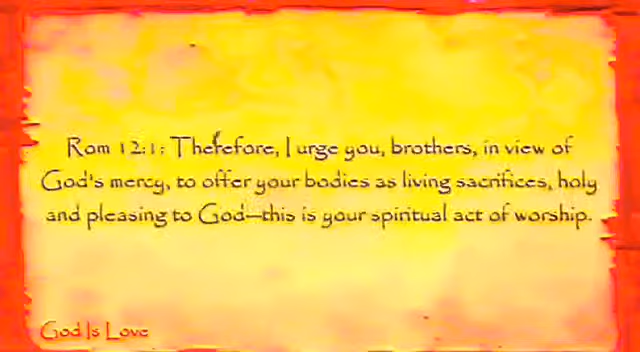 Rom 12:1: Therefore, I urge you, brothers, in view of
God's mercy, to offer your bodies as living sacrifices, holy
and pleasing to God—this is your spiritual act of worship.
God Is Love